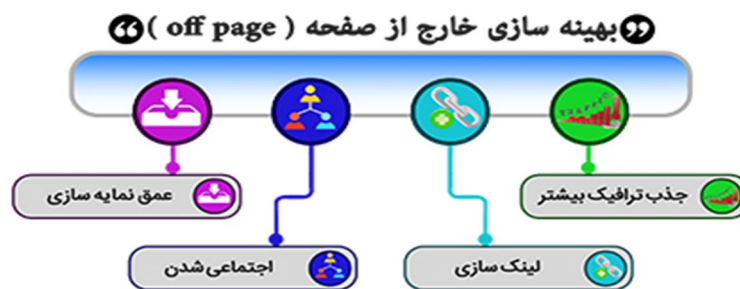 بهینه سازی خارج از صفحه ( off page )
جذب ترافیک بیشتر
عمق نمایه سازی
لینک سازی
اجتماعی شدن